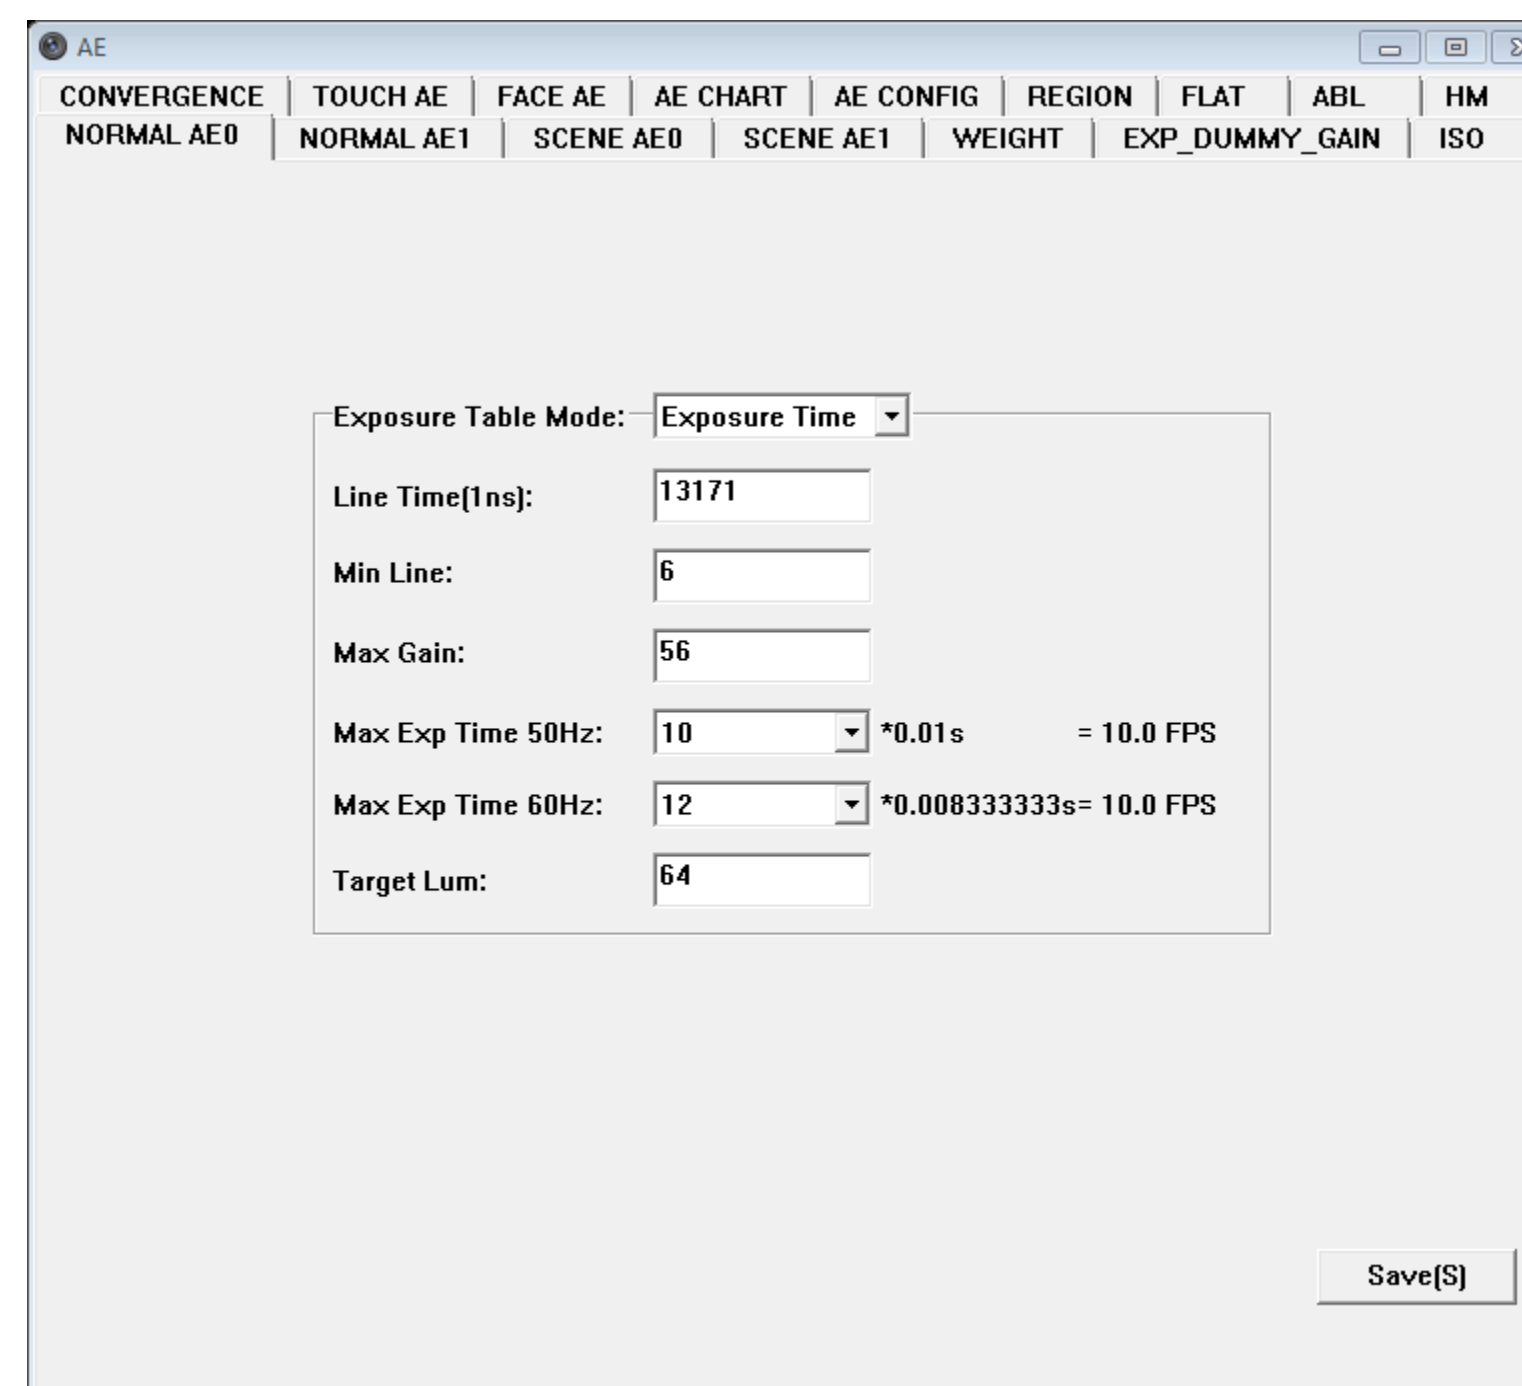 AE
CONVERGENCE TOUCH AE FACE AE AE CHART AE CONFIG REGION FLAT ABL HM
NORMAL AE0 NORMAL AE1 SCENE AE0 SCENE AE1 WEIGHT EXP_DUMMY_GAIN ISO
Exposure Table Mode: Exposure Time
Line Time(1ns): 13171
Min Line: 6
Max Gain: 56
Max Exp Time 50Hz: 10 *0.01s = 10.0 FPS
Max Exp Time 60Hz: 12 *0.008333333s= 10.0 FPS
Target Lum: 64
Save(S)